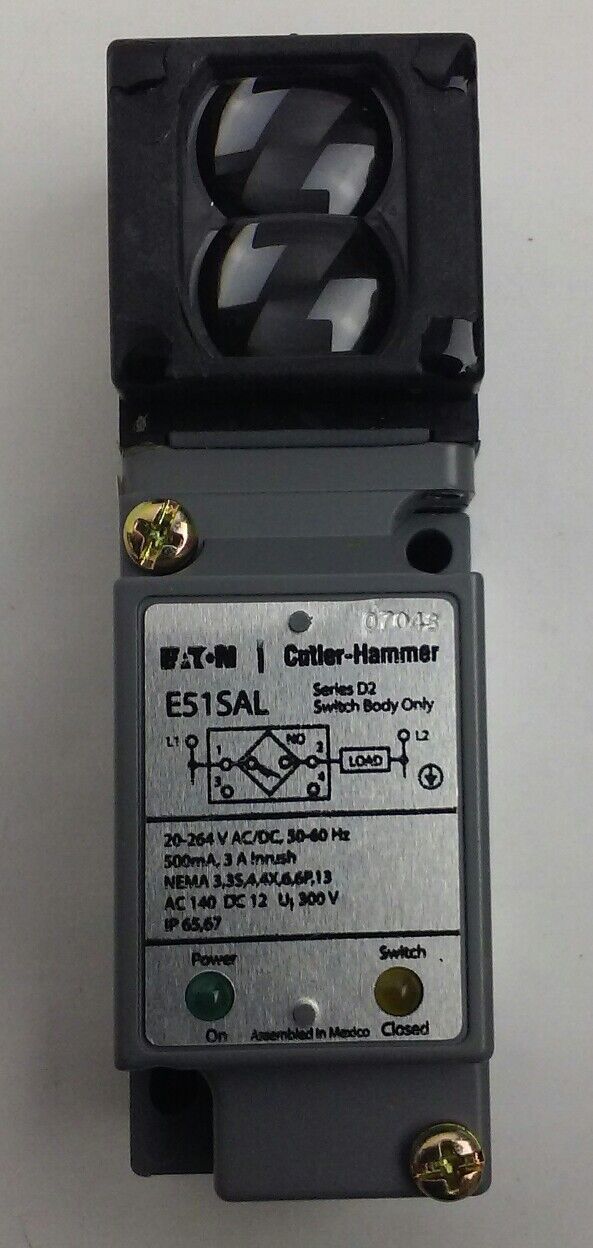 07043
EATON | Cutler-Hammer
E51SAL
Series D2
Switch Body Only
L1 1 3 NO 2 4 LOAD L2
20-264 V AC/DC, 50-60 Hz
500mA, 3 A Inrush
NEMA 3,3S,4,4X,6,6P,13
AC 140 DC 12 Ui 300 V
IP 65,67
Power Switch
On Assembled in Mexico Closed